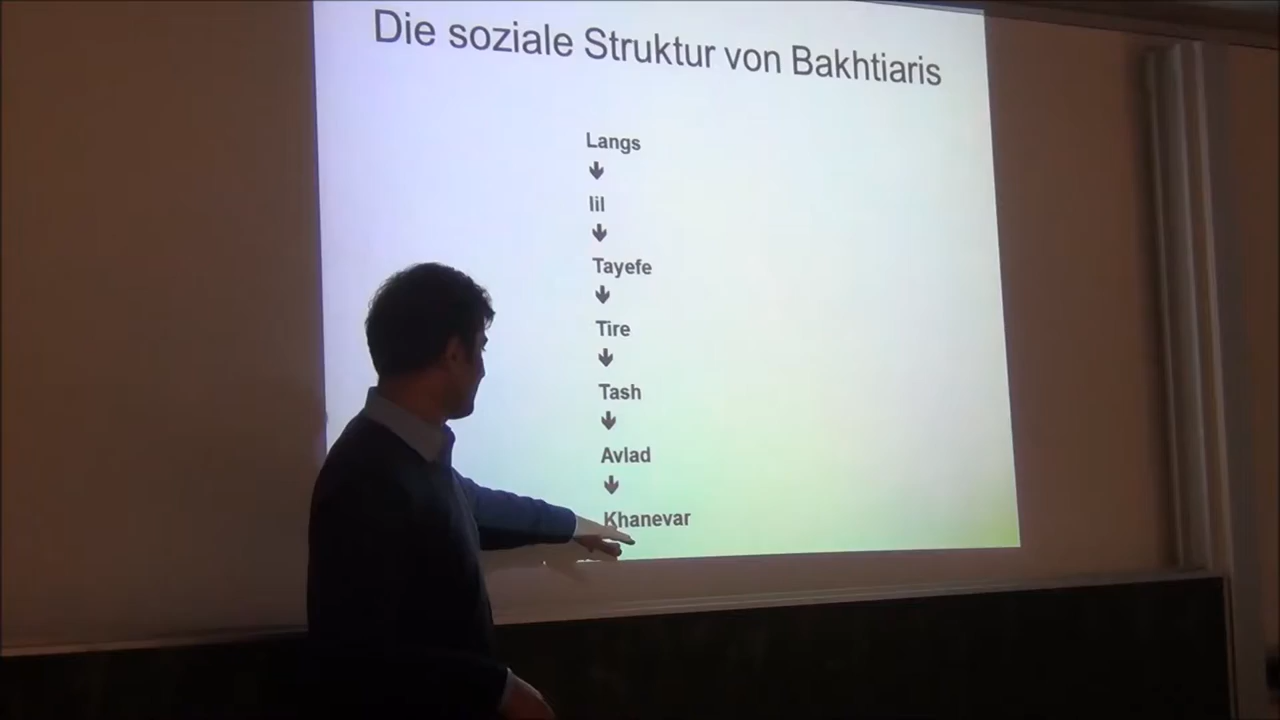 Die soziale Struktur von Bakhtiaris
Langs
Iil
Tayefe
Tire
Tash
Avlad
Khanevar